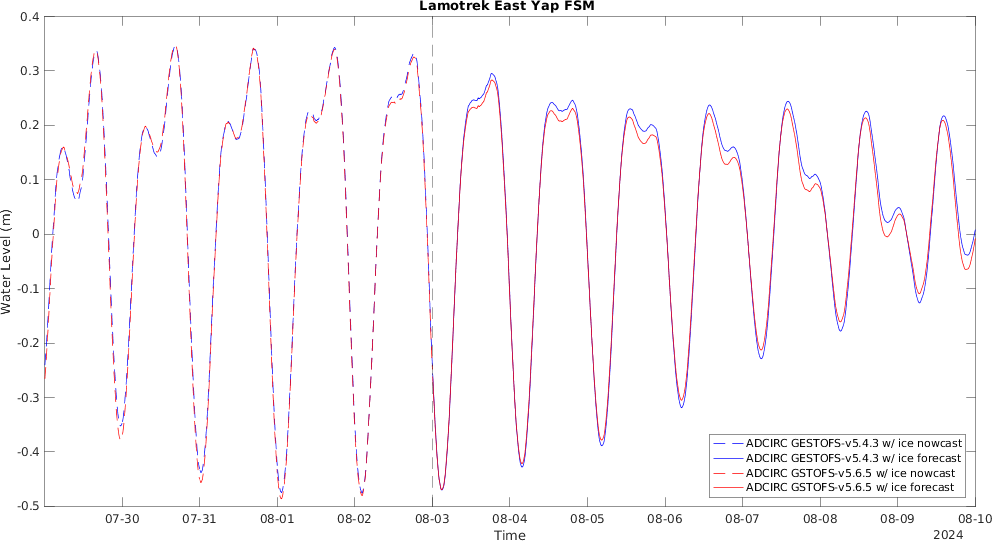 Lamotrek East Yap FSM
0.4
0.3
0.2
0.1
0
-0.1
-0.2
-0.3
-0.4
-0.5
Water Level (m)
07-30 07-31 08-01 08-02 08-03 08-04 08-05 08-06 08-07 08-08 08-09 08-10
Time
2024
ADCIRC GESTOFS-v5.4.3 w/ ice nowcast
ADCIRC GESTOFS-v5.4.3 w/ ice forecast
ADCIRC GSTOFS-v5.6.5 w/ ice nowcast
ADCIRC GSTOFS-v5.6.5 w/ ice forecast